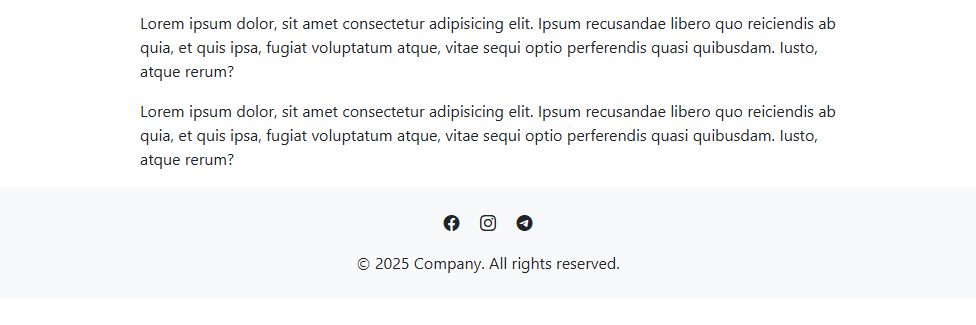 Lorem ipsum dolor, sit amet consectetur adipisicing elit. Ipsum recusandae libero quo reiciendis ab
quia, et quis ipsa, fugiat voluptatum atque, vitae sequi optio perferendis quasi quibusdam. Iusto,
atque rerum?
Lorem ipsum dolor, sit amet consectetur adipisicing elit. Ipsum recusandae libero quo reiciendis ab
quia, et quis ipsa, fugiat voluptatum atque, vitae sequi optio perferendis quasi quibusdam. Iusto,
atque rerum?
© 2025 Company. All rights reserved.